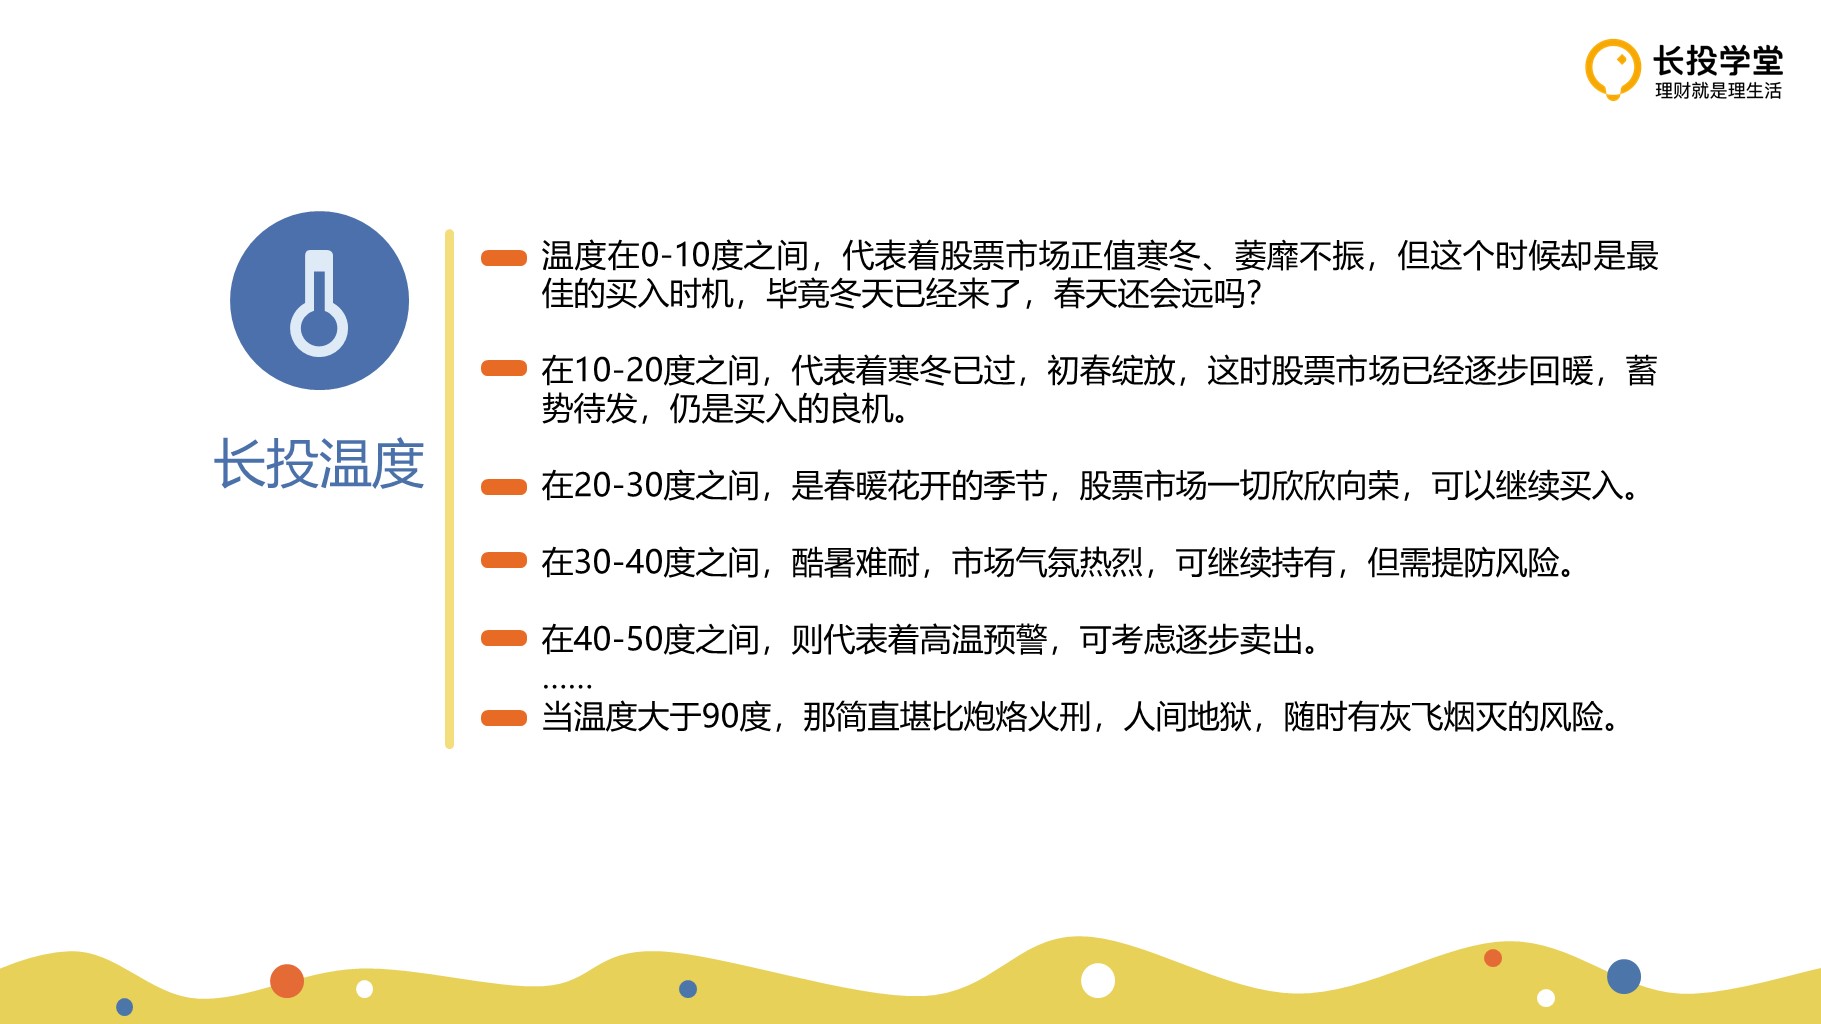 长投学堂
理财就是理生活
长投温度
温度在0-10度之间，代表着股票市场正值寒冬、萎靡不振，但这个时候却是最
佳的买入时机，毕竟冬天已经来了，春天还会远吗？
在10-20度之间，代表着寒冬已过，初春绽放，这时股票市场已经逐步回暖，蓄
势待发，仍是买入的良机。
在20-30度之间，是春暖花开的季节，股票市场一切欣欣向荣，可以继续买入。
在30-40度之间，酷暑难耐，市场气氛热烈，可继续持有，但需提防风险。
在40-50度之间，则代表着高温预警，可考虑逐步卖出。
……
当温度大于90度，那简直堪比炮烙火刑，人间地狱，随时有灰飞烟灭的风险。